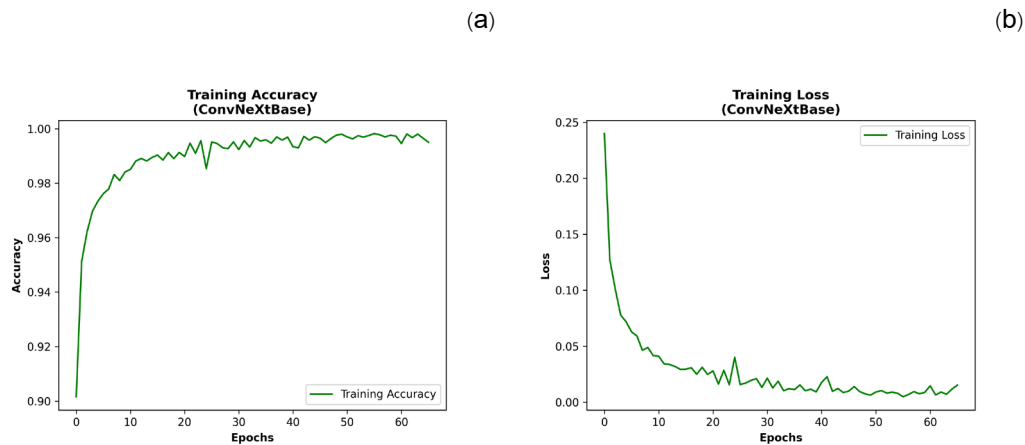 (a)
(b)
Training Accuracy
(ConvNeXtBase)
1.00
0.98
0.96
0.94
0.92
0.90
Accuracy
Training Accuracy
0 10 20 30 40 50 60
Epochs
Training Loss
(ConvNeXtBase)
0.25
0.20
0.15
0.10
0.05
0.00
Loss
Training Loss
0 10 20 30 40 50 60
Epochs